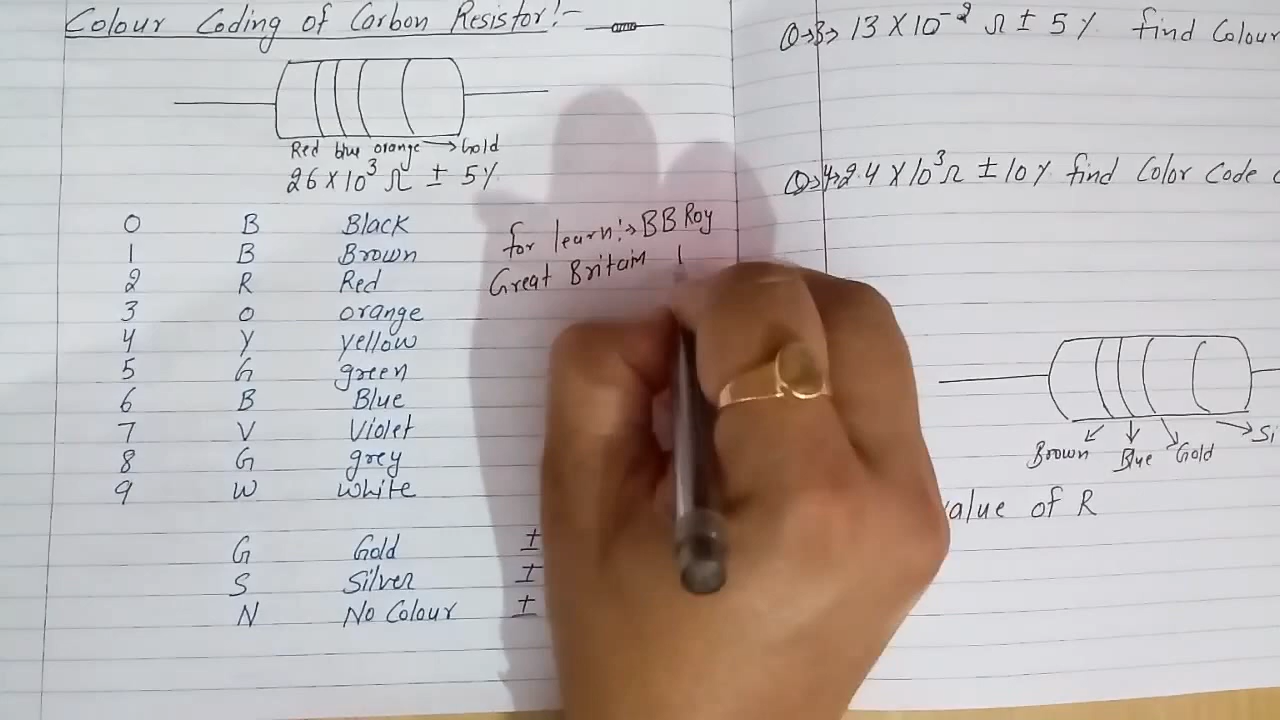 Colour Coding of Carbon Resistor:-
Red blue orange → Gold
26 × 10³ Ω ± 5 %
0 B Black
1 B Brown
2 R Red
3 O orange
4 Y yellow
5 G green
6 B Blue
7 V Violet
8 G grey
9 W white
G Gold ±
S Silver ±
N No Colour ±
for learn:→ BB Roy
Great Britain
Q→3→ 13 × 10⁻² Ω ± 5 % find Colour
Q→4→ 2.4 × 10³ Ω ± 10 % find Color Code
Brown Blue Gold Si
value of R